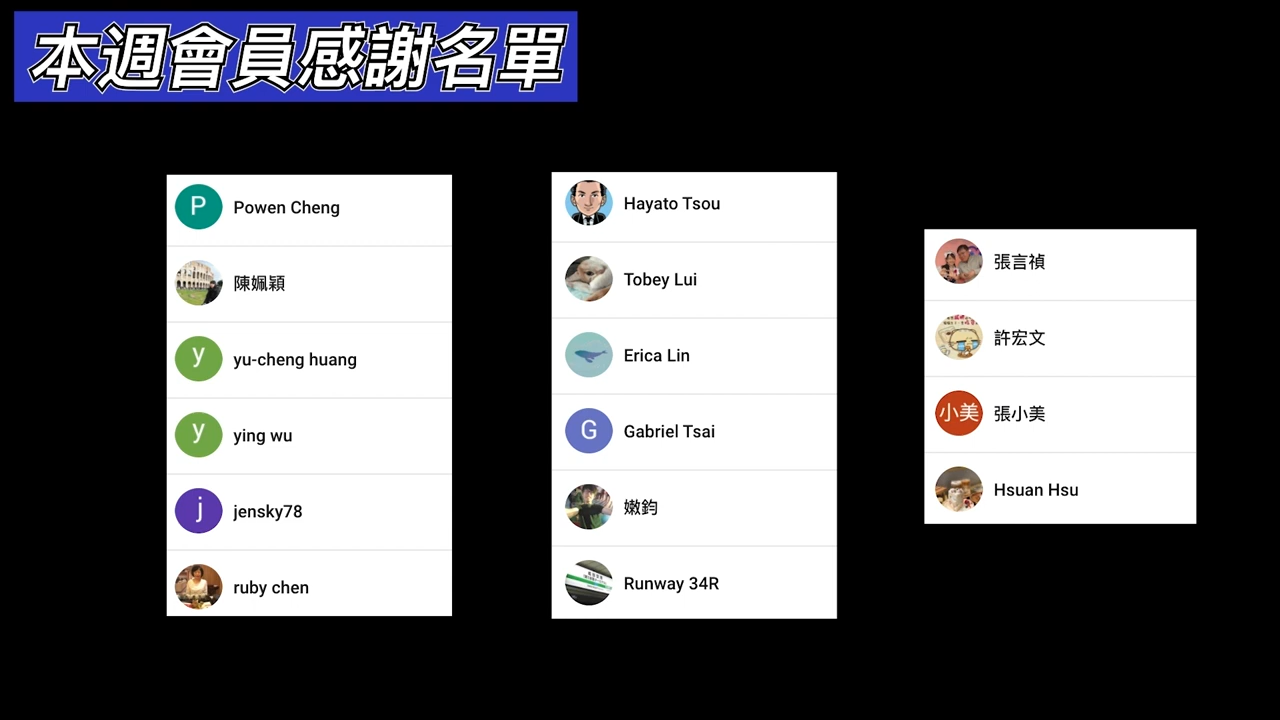 本週會員感謝名單
P Powen Cheng
陳姵穎
y yu-cheng huang
y ying wu
j jensky78
ruby chen
Hayato Tsou
Tobey Lui
Erica Lin
G Gabriel Tsai
嫩鈞
Runway 34R
張言禎
許宏文
小美 張小美
Hsuan Hsu